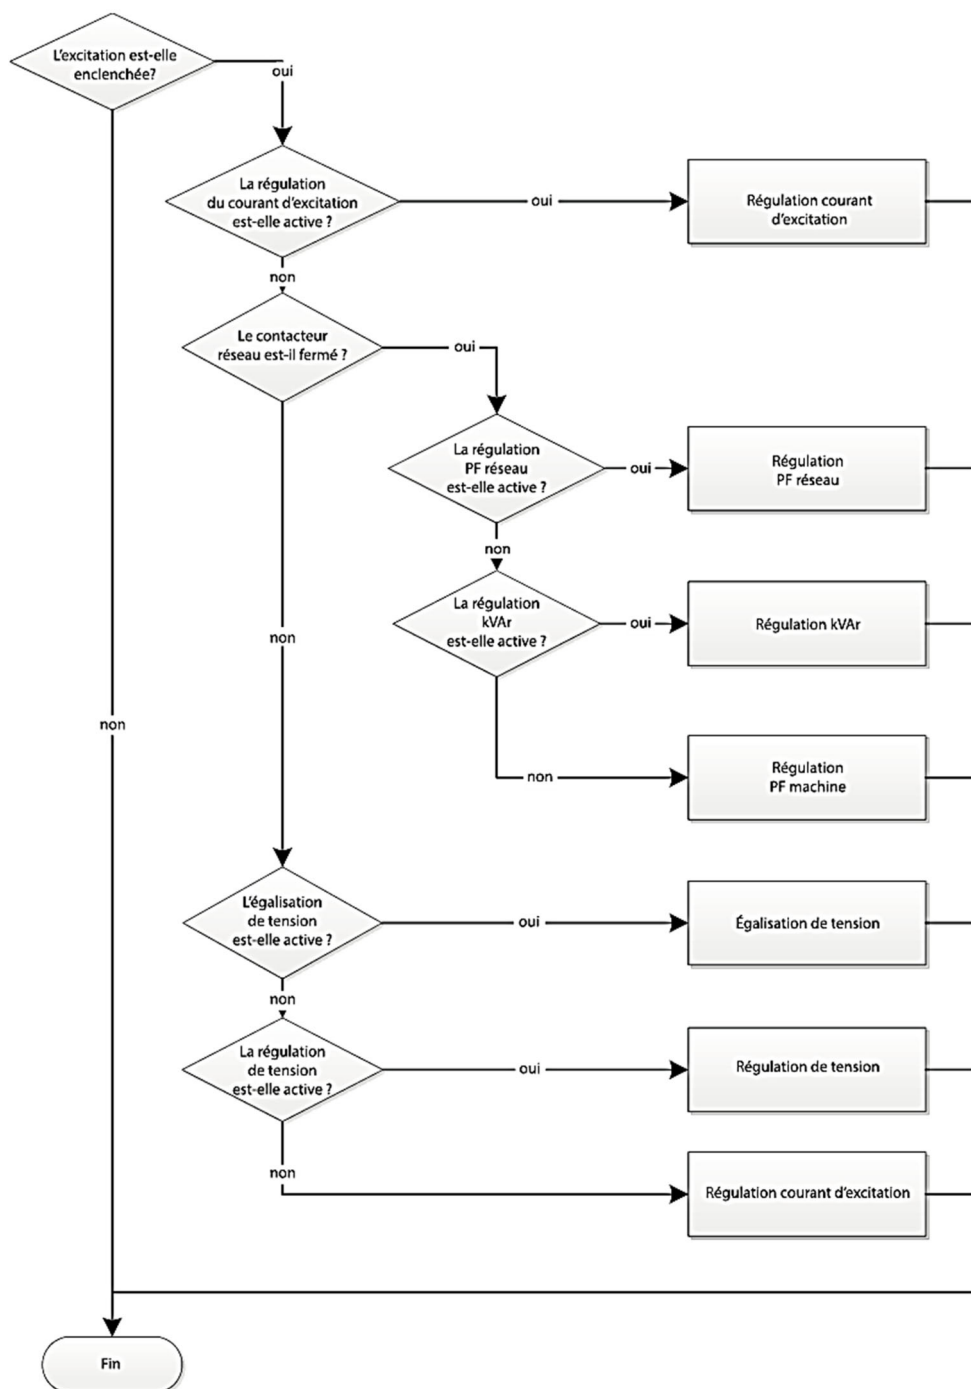 L'excitation est-elle
enclenchée?
oui
La régulation
du courant d'excitation
est-elle active ?
oui
Régulation courant
d'excitation
non
Le contacteur
réseau est-il fermé ?
oui
La régulation
PF réseau
est-elle active ?
oui
Régulation
PF réseau
non
La régulation
kVAr
est-elle active ?
oui
Régulation kVAr
non
non
non
Régulation
PF machine
L'égalisation
de tension
est-elle active ?
oui
Égalisation de tension
non
La régulation
de tension
est-elle active ?
oui
Régulation de tension
non
Régulation courant d'excitation
Fin